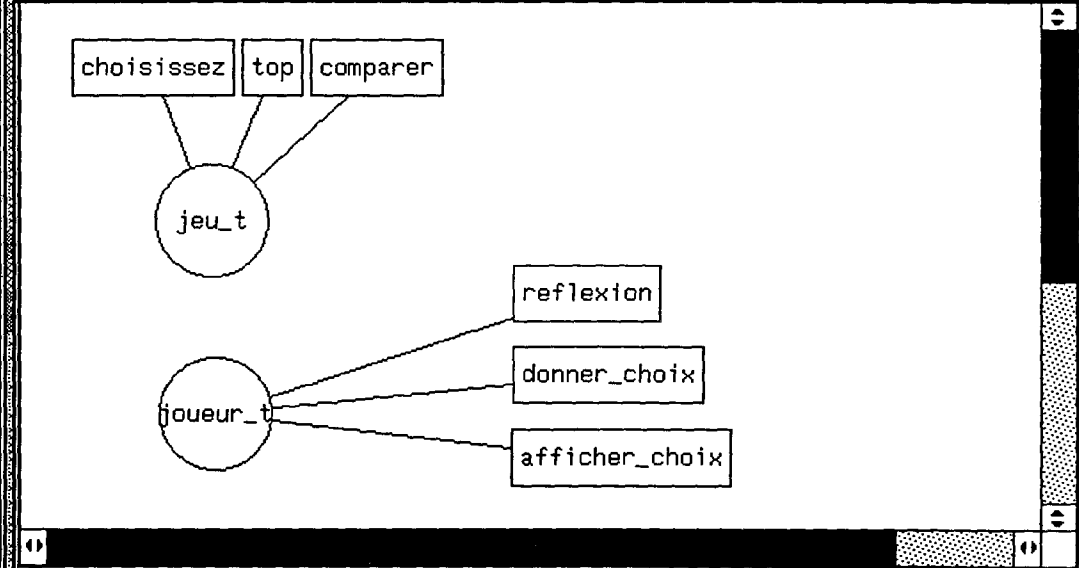 choisissez top comparer
jeu_t
reflexion
donner_choix
joueur_t
afficher_choix